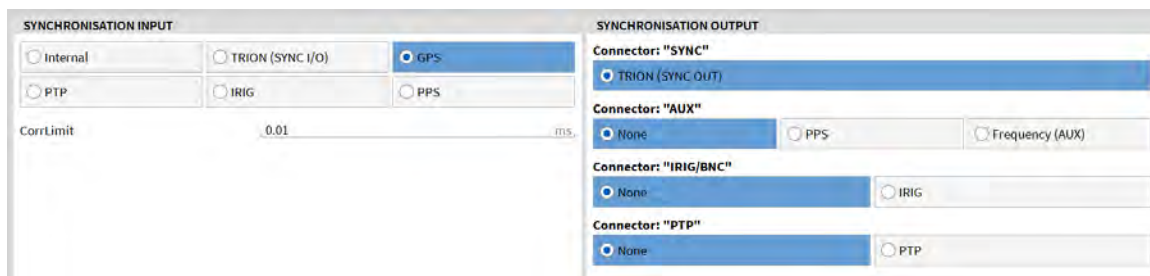 SYNCHRONISATION INPUT
Internal
TRION (SYNC I/O)
GPS
PTP
IRIG
PPS
CorrLimit
0.01
ms
SYNCHRONISATION OUTPUT
Connector: "SYNC"
TRION (SYNC OUT)
Connector: "AUX"
None
PPS
Frequency (AUX)
Connector: "IRIG/BNC"
None
IRIG
Connector: "PTP"
None
PTP